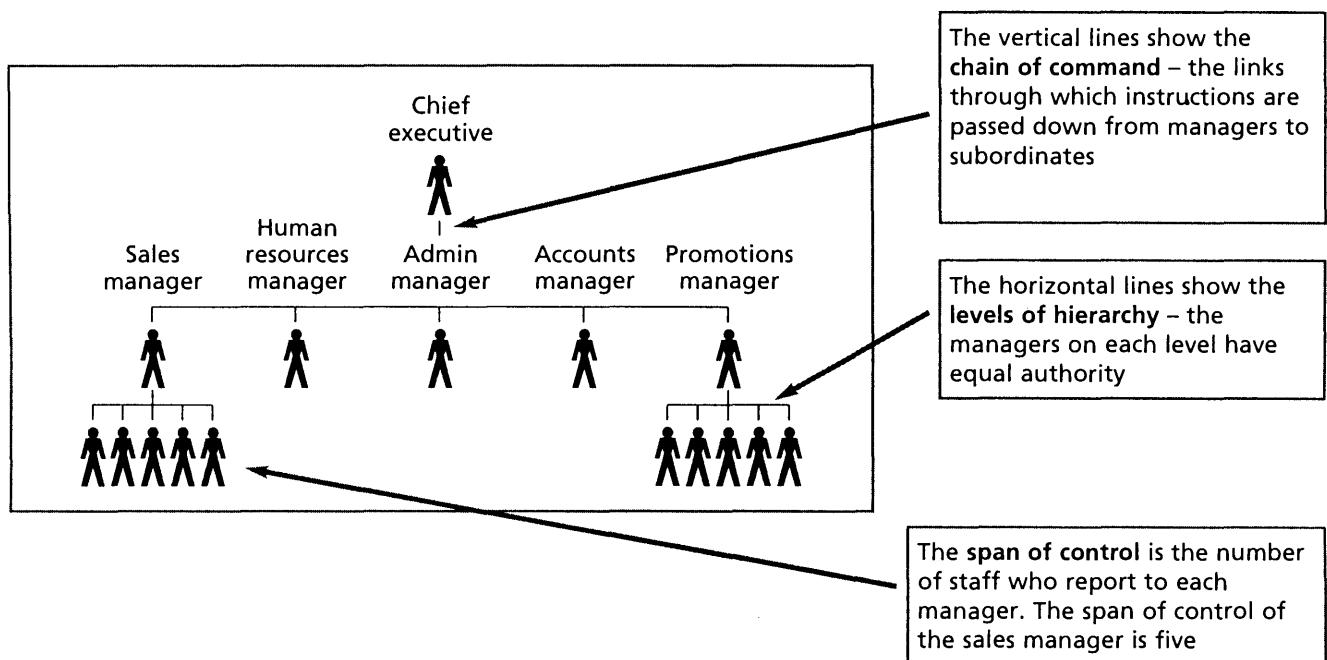 The vertical lines show the
chain of command – the links
through which instructions are
passed down from managers to
subordinates
Chief
executive
Sales
manager
Human
resources
manager
Admin
manager
Accounts
manager
Promotions
manager
The horizontal lines show the
levels of hierarchy – the
managers on each level have
equal authority
The span of control is the number
of staff who report to each
manager. The span of control of
the sales manager is five